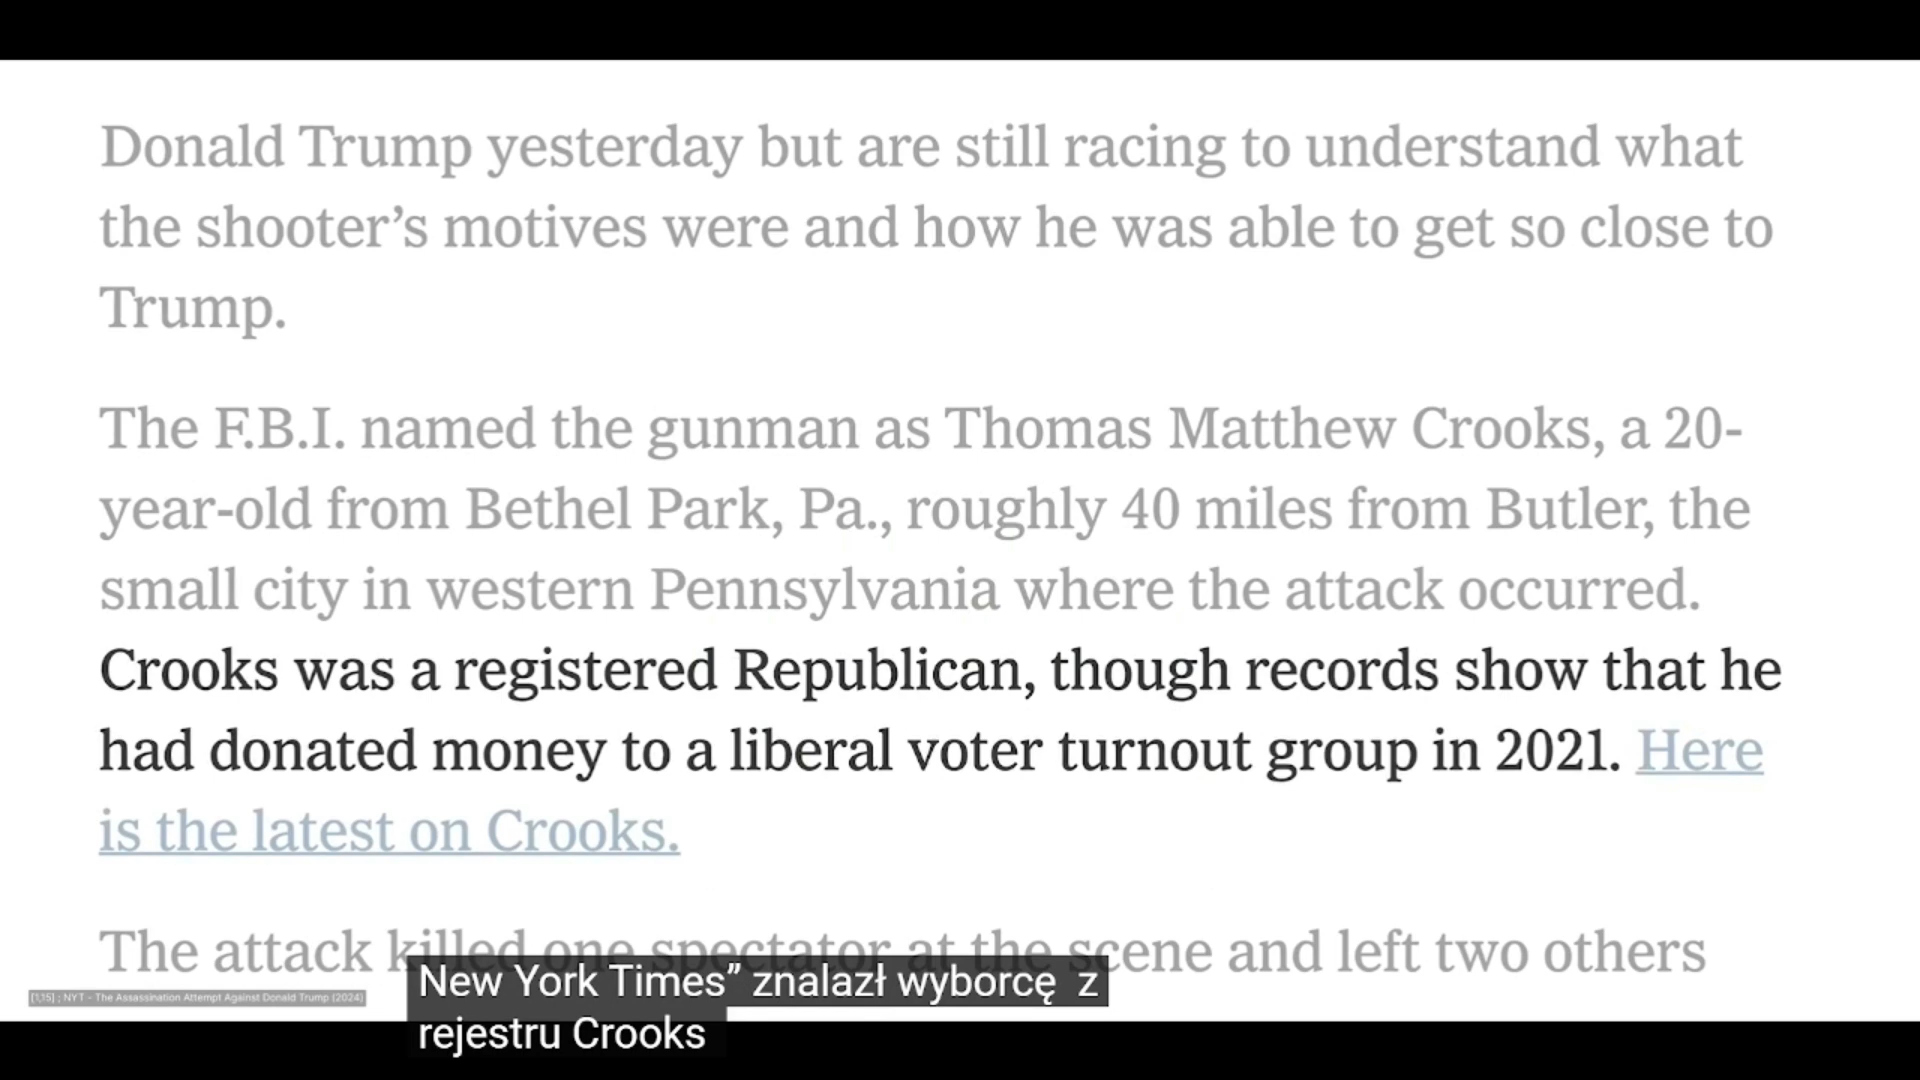 Donald Trump yesterday but are still racing to understand what
the shooter’s motives were and how he was able to get so close to
Trump.
The F.B.I. named the gunman as Thomas Matthew Crooks, a 20-
year-old from Bethel Park, Pa., roughly 40 miles from Butler, the
small city in western Pennsylvania where the attack occurred.
Crooks was a registered Republican, though records show that he
had donated money to a liberal voter turnout group in 2021. Here
is the latest on Crooks.
The attack killed one spectator at the scene and left two others
[1,15] ; NYT - The Assassination Attempt Against Donald Trump (2024)
New York Times” znalazł wyborcę z
rejestru Crooks